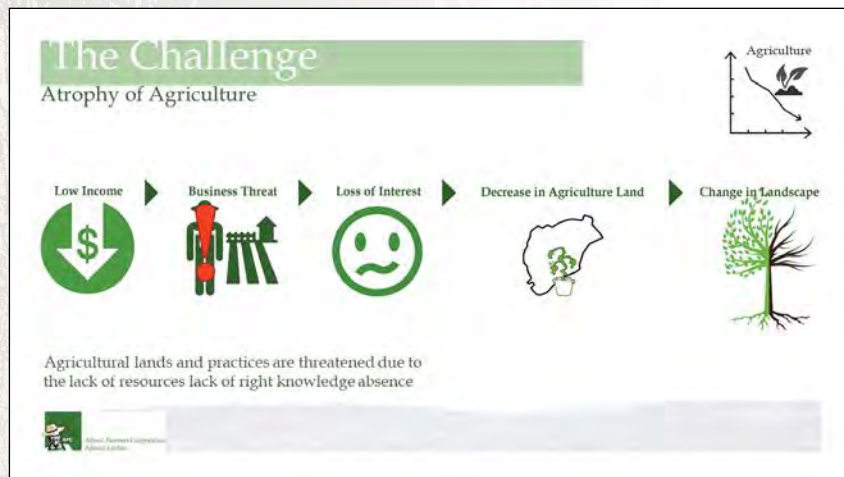 The Challenge
Atrophy of Agriculture
Agriculture
Low Income
Business Threat
Loss of Interest
Decrease in Agriculture Land
Change in Landscape
$
Agricultural lands and practices are threatened due to
the lack of resources lack of right knowledge absence